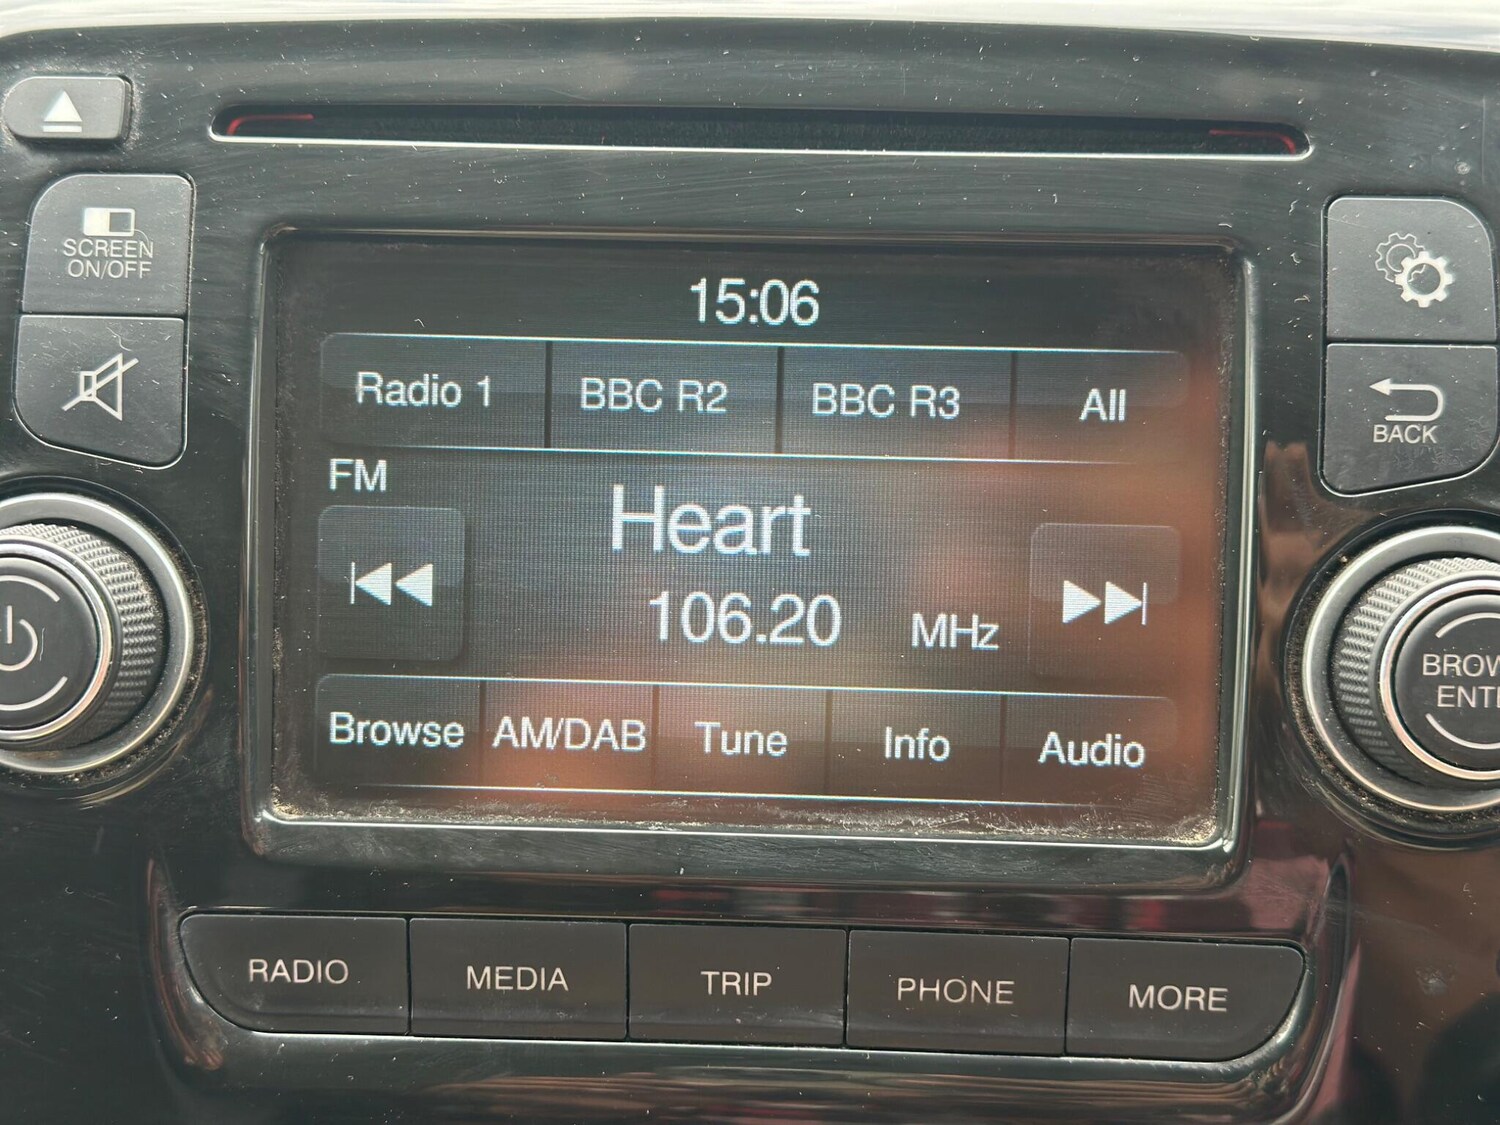 SCREEN
ON/OFF
15:06
Radio 1 BBC R2 BBC R3 All
FM
Heart
106.20 MHz
Browse AM/DAB Tune Info Audio
BACK
RADIO MEDIA TRIP PHONE MORE